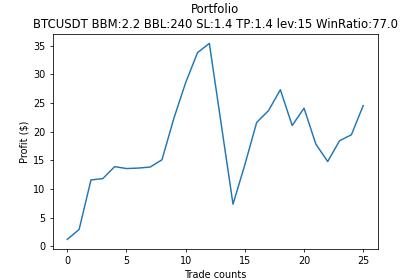 Portfolio
BTCUSDT BBM:2.2 BBL:240 SL:1.4 TP:1.4 lev:15 WinRatio:77.0
35
30
25
20
15
10
5
0
Profit ($)
0 5 10 15 20 25
Trade counts